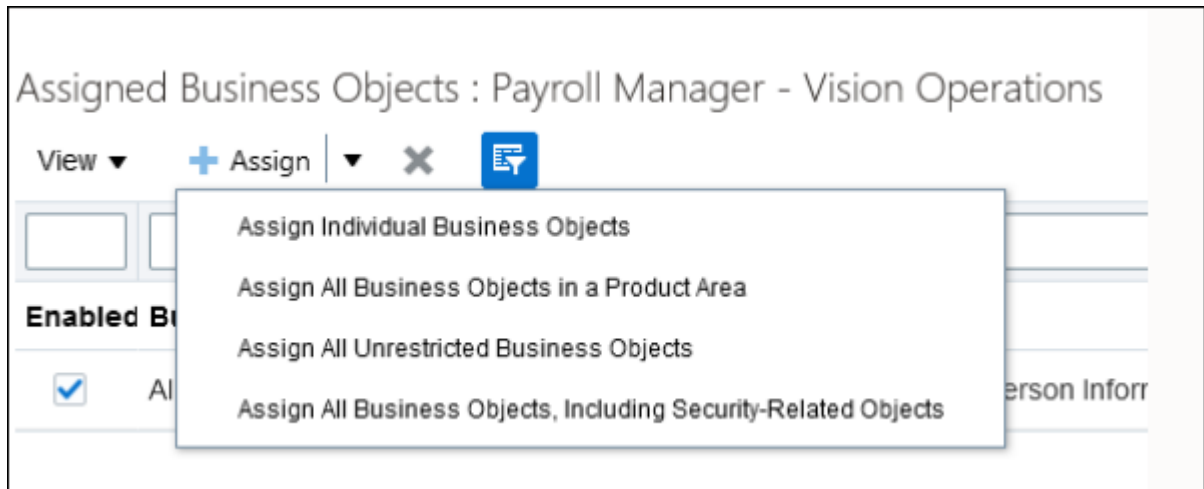 Assigned Business Objects : Payroll Manager - Vision Operations
View Assign
Assign Individual Business Objects
Assign All Business Objects in a Product Area
Enabled
Assign All Unrestricted Business Objects
Assign All Business Objects, Including Security-Related Objects